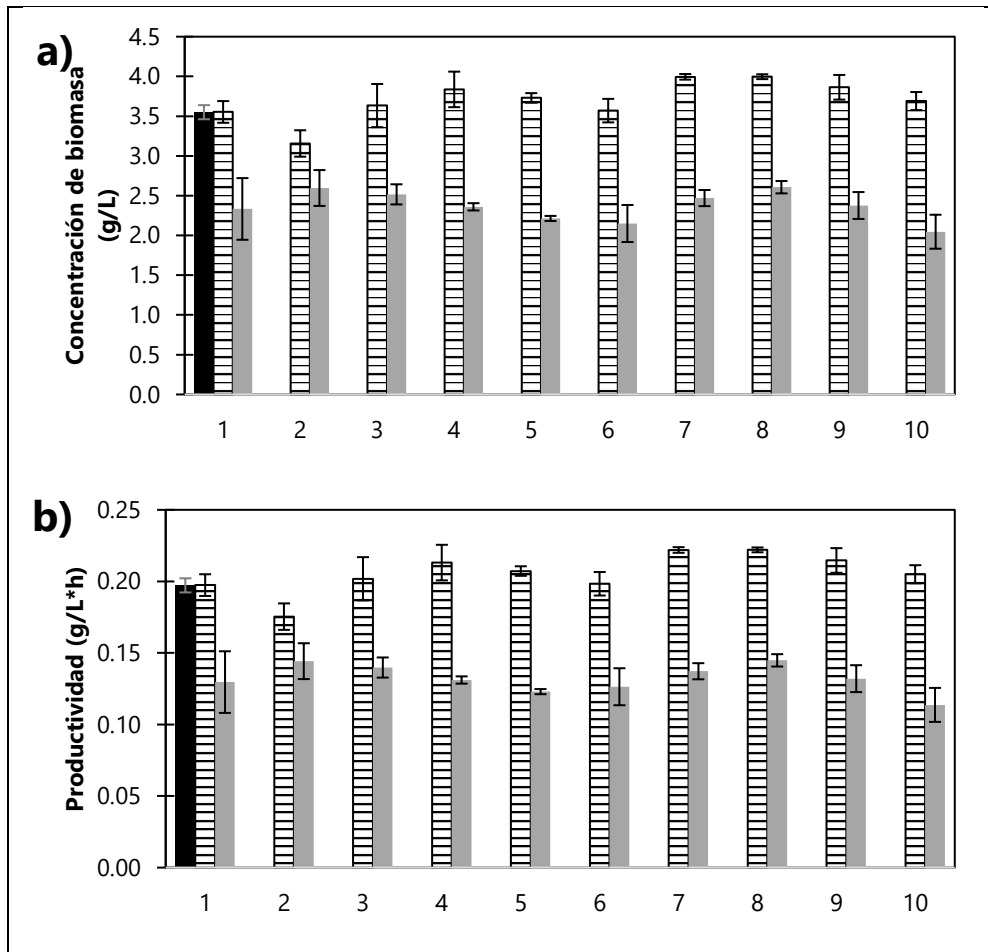 a)
Concentración de biomasa
(g/L)
4.5
4.0
3.5
3.0
2.5
2.0
1.5
1.0
0.5
0.0
1 2 3 4 5 6 7 8 9 10
b)
Productividad (g/L*h)
0.25
0.20
0.15
0.10
0.05
0.00
1 2 3 4 5 6 7 8 9 10